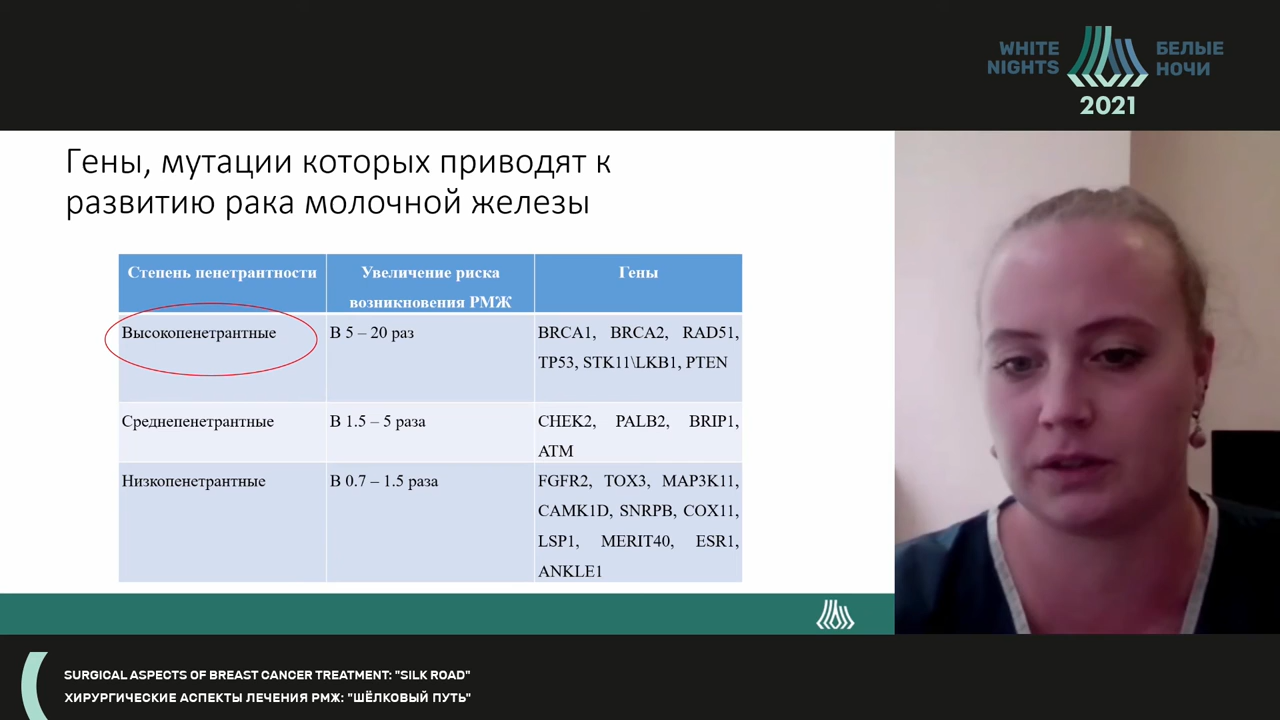 WHITE
NIGHTS
БЕЛЫЕ
НОЧИ
2021
Гены, мутации которых приводят к
развитию рака молочной железы
Степень пенетрантности
Увеличение риска
возникновения РМЖ
Гены
Высокопенетрантные
В 5 – 20 раз
BRCA1, BRCA2, RAD51,
TP53, STK11\LKB1, PTEN
Среднепенетрантные
В 1.5 – 5 раза
CHEK2, PALB2, BRIP1,
ATM
Низкопенетрантные
В 0.7 – 1.5 раза
FGFR2, TOX3, MAP3K11,
CAMK1D, SNRPB, COX11,
LSP1, MERIT40, ESR1,
ANKLE1
SURGICAL ASPECTS OF BREAST CANCER TREATMENT: "SILK ROAD"
ХИРУРГИЧЕСКИЕ АСПЕКТЫ ЛЕЧЕНИЯ РМЖ: "ШЁЛКОВЫЙ ПУТЬ"